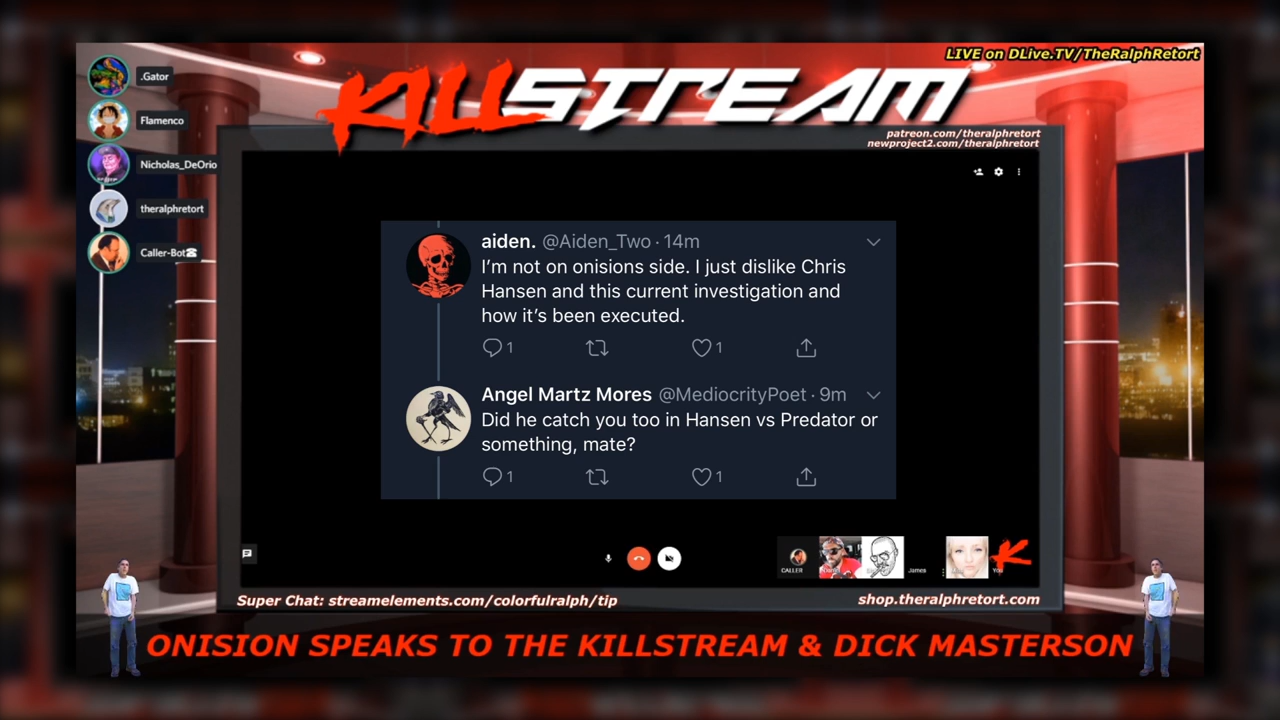 LIVE on DLive.TV/TheRalphRetort
KILLSTREAM
patreon.com/theralphretort
newproject2.com/theralphretort
.Gator
Flamenco
Nicholas_DeOrio
theralphretort
Caller-Bot☎
aiden. @Aiden_Two · 14m
I'm not on onisions side. I just dislike Chris
Hansen and this current investigation and
how it's been executed.
1 1
Angel Martz Mores @MediocrityPoet · 9m
Did he catch you too in Hansen vs Predator or
something, mate?
1 1
CALLER
James
You
K
Super Chat: streamelements.com/colorfulralph/tip
shop.theralphretort.com
ONISION SPEAKS TO THE KILLSTREAM & DICK MASTERSON